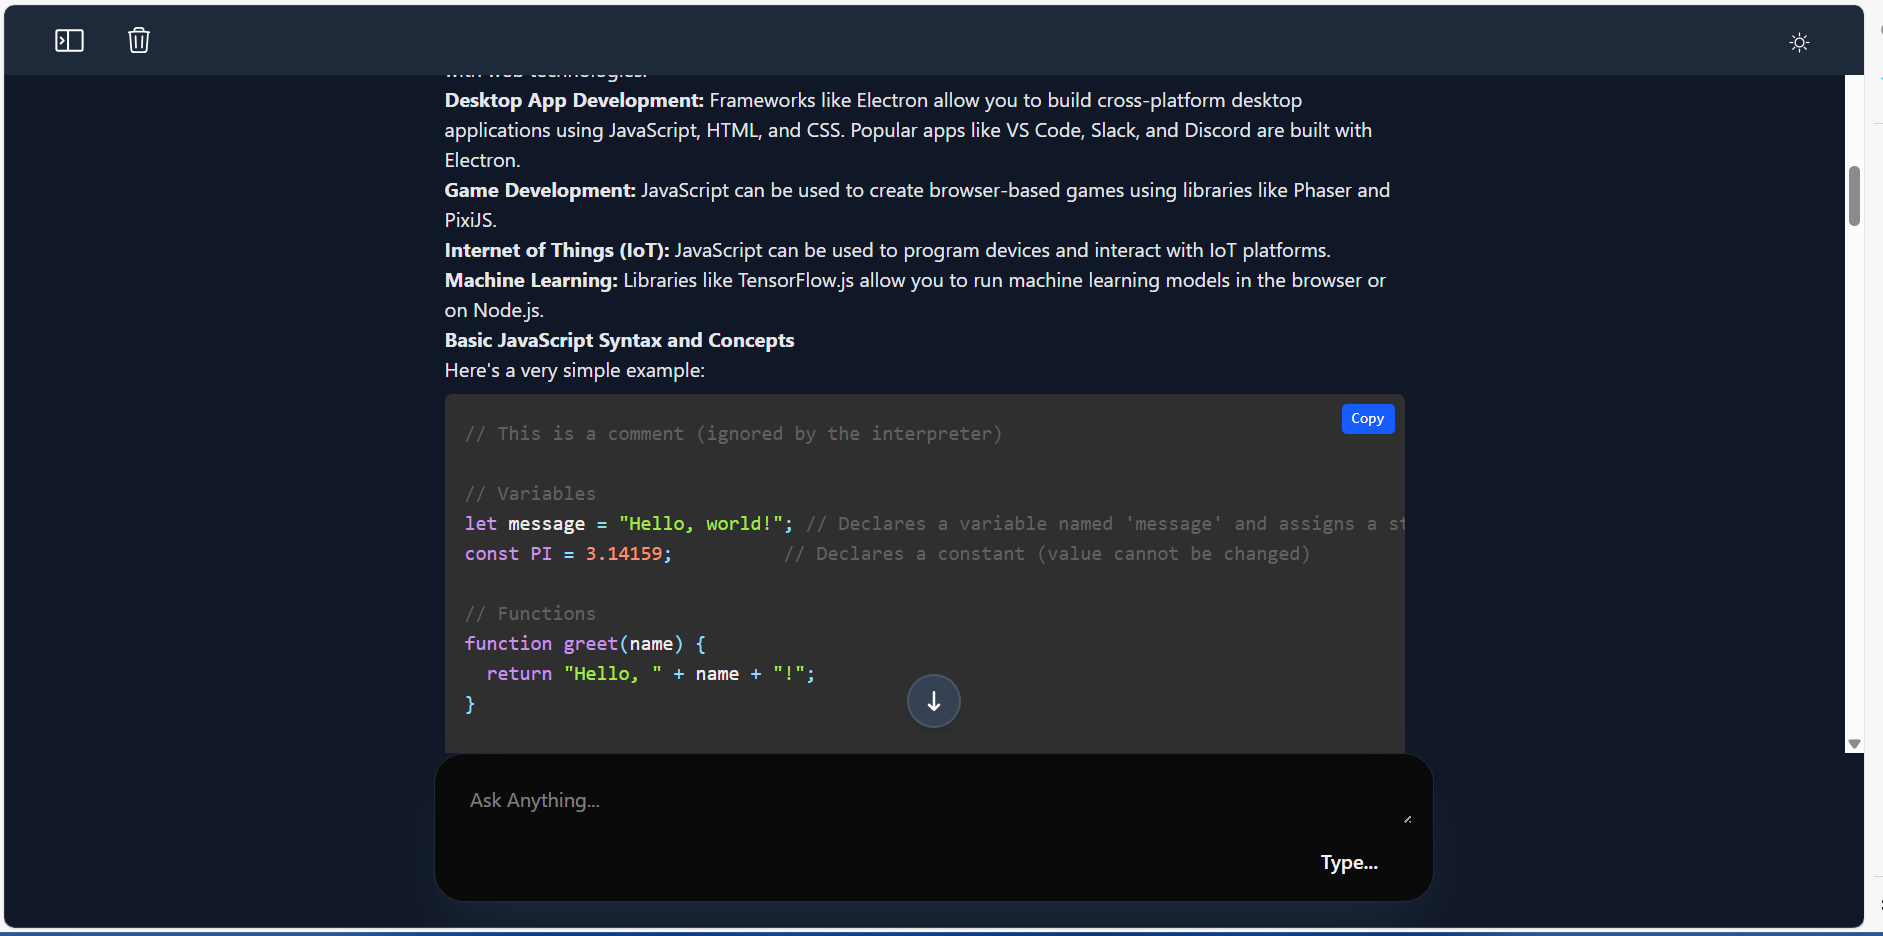 with web technologies.
Desktop App Development: Frameworks like Electron allow you to build cross-platform desktop
applications using JavaScript, HTML, and CSS. Popular apps like VS Code, Slack, and Discord are built with
Electron.
Game Development: JavaScript can be used to create browser-based games using libraries like Phaser and
PixiJS.
Internet of Things (IoT): JavaScript can be used to program devices and interact with IoT platforms.
Machine Learning: Libraries like TensorFlow.js allow you to run machine learning models in the browser or
on Node.js.
Basic JavaScript Syntax and Concepts
Here's a very simple example:
Copy
// This is a comment (ignored by the interpreter)
// Variables
let message = "Hello, world!"; // Declares a variable named 'message' and assigns a st
const PI = 3.14159;          // Declares a constant (value cannot be changed)
// Functions
function greet(name) {
  return "Hello, " + name + "!";
}
Ask Anything...
Type...